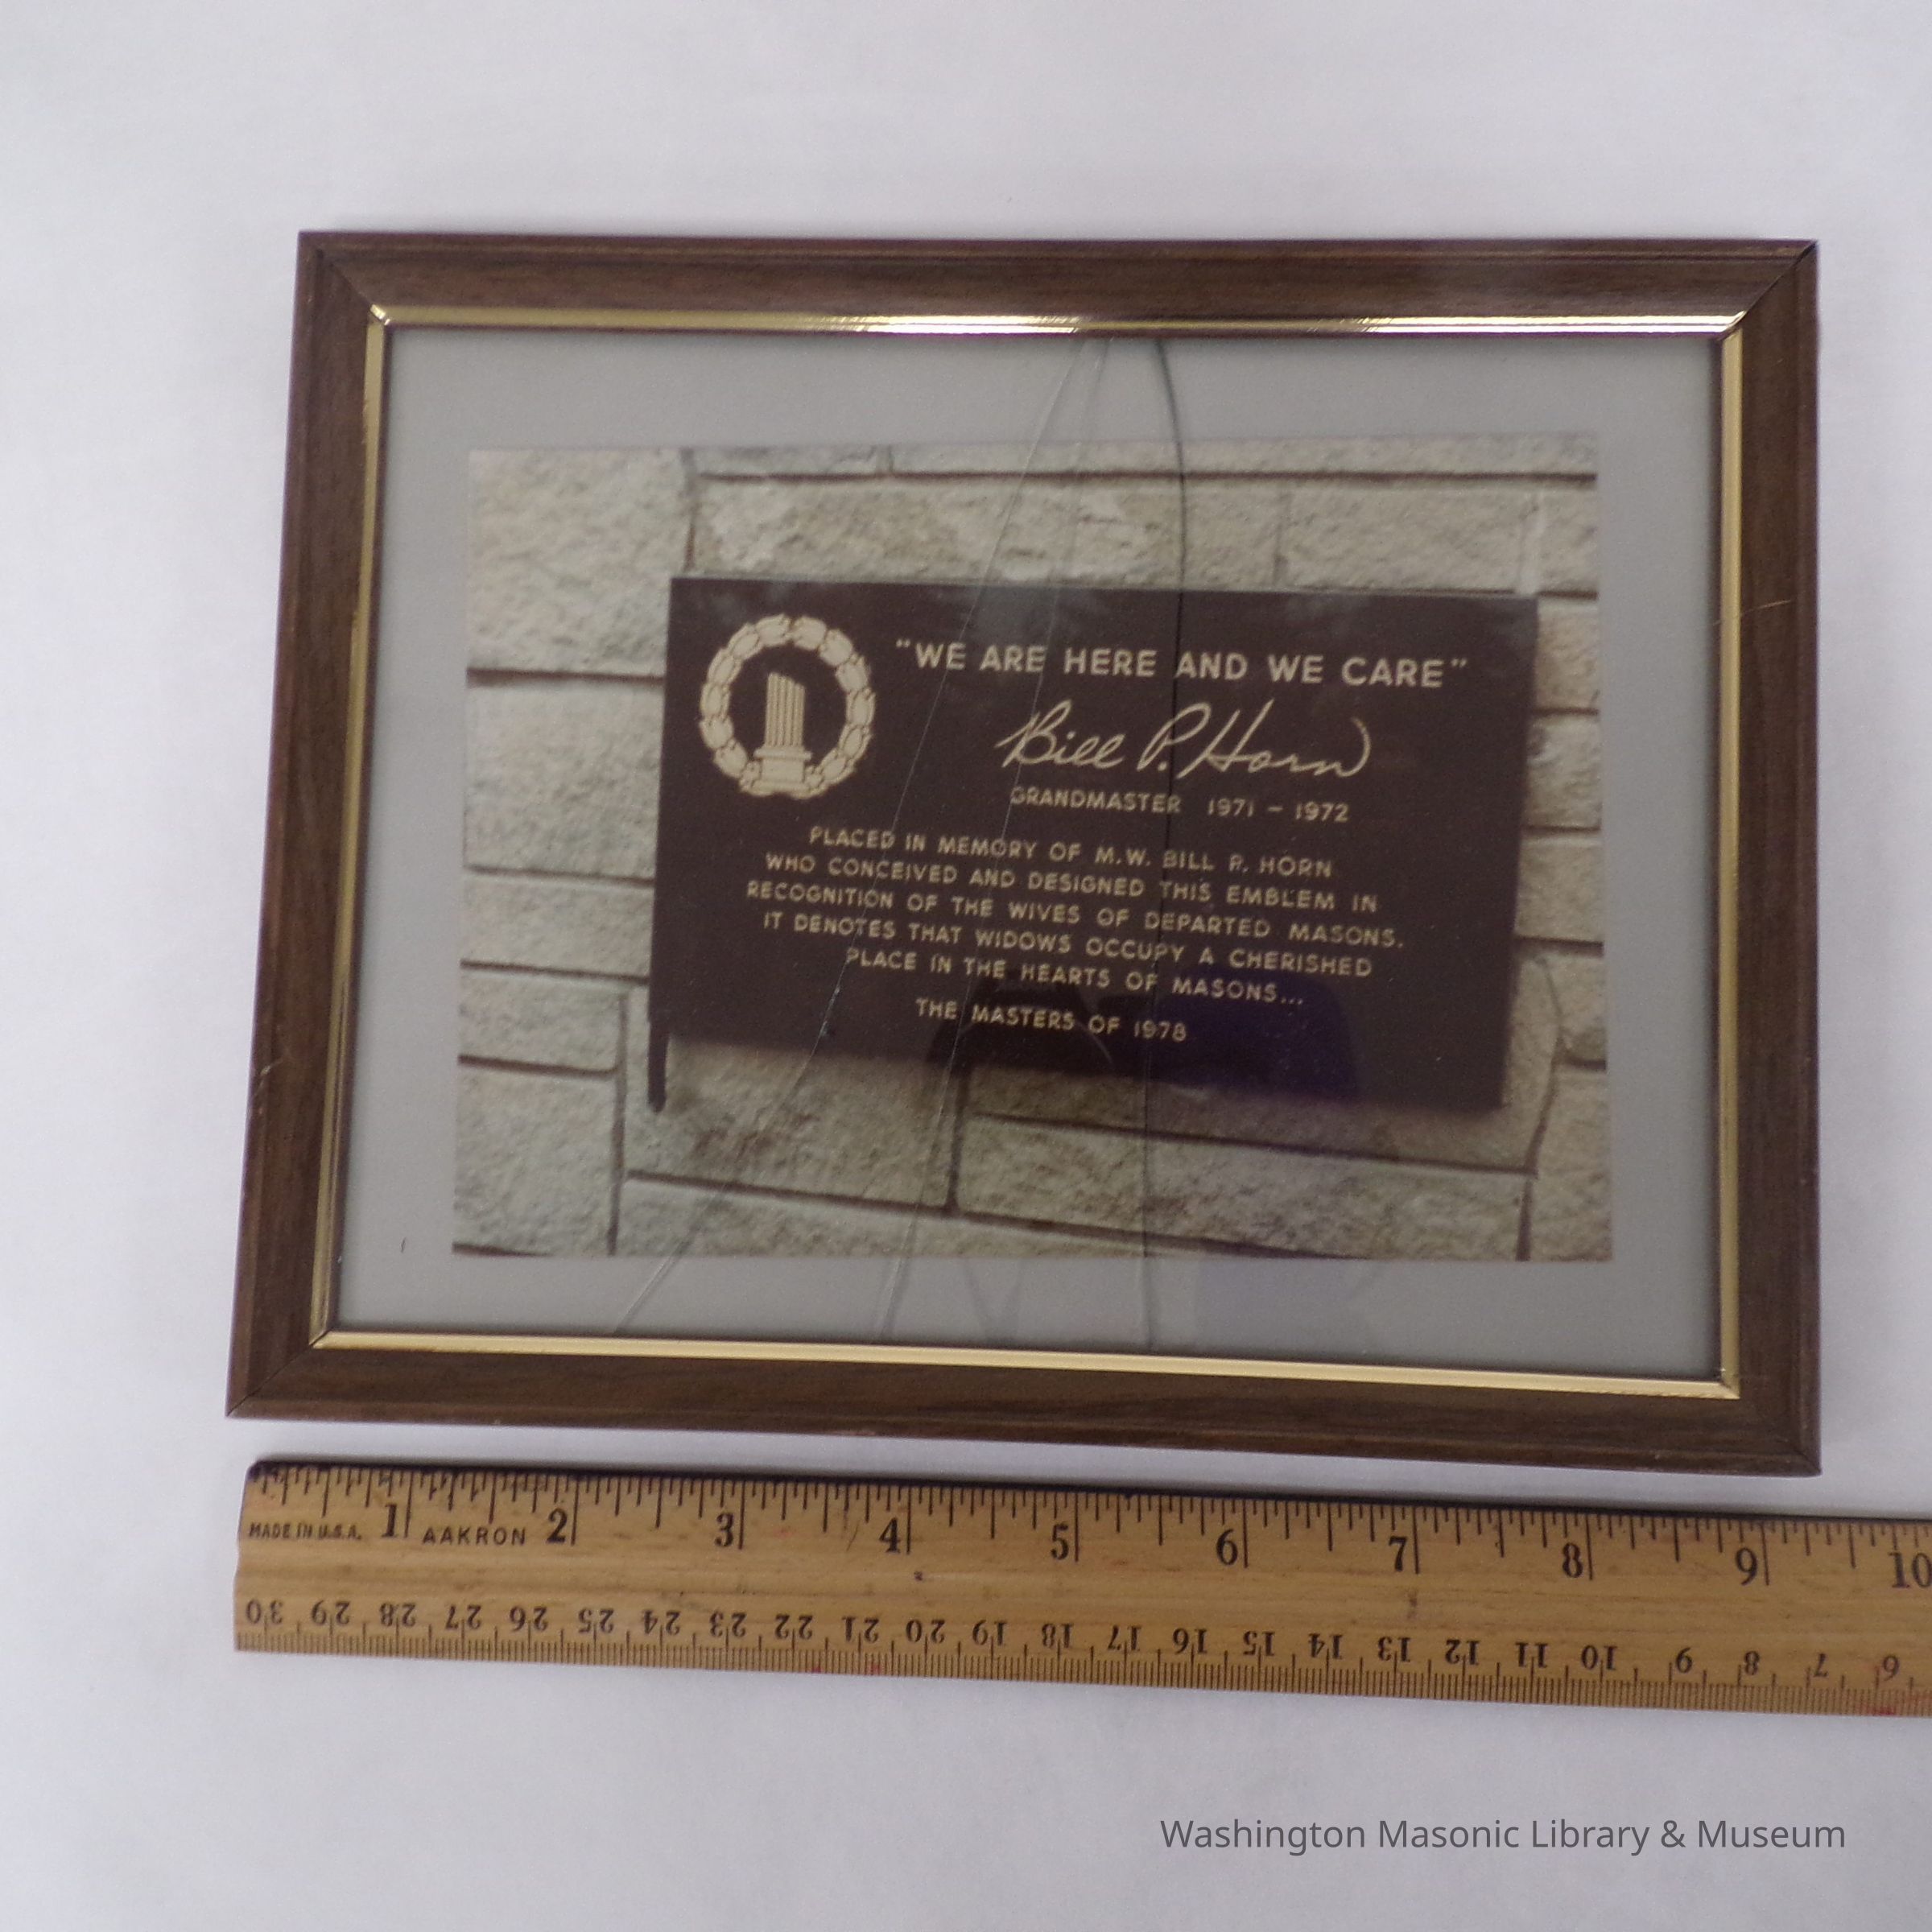 "WE ARE HERE AND WE CARE"
Bill P. Horn
GRANDMASTER 1971 - 1972
PLACED IN MEMORY OF M.W. BILL P. HORN
WHO CONCEIVED AND DESIGNED THIS EMBLEM IN
RECOGNITION OF THE WIVES OF DEPARTED MASONS.
IT DENOTES THAT WIDOWS OCCUPY A CHERISHED
PLACE IN THE HEARTS OF MASONS...
THE MASTERS OF 1978
1 2 3 4 5 6 7 8 9 10
MADE IN U.S.A. AAKRON
30 29 28 27 26 25 24 23 22 21 20 19 18 17 16 15 14 13 12 11 10 9 8 7 6
Washington Masonic Library & Museum